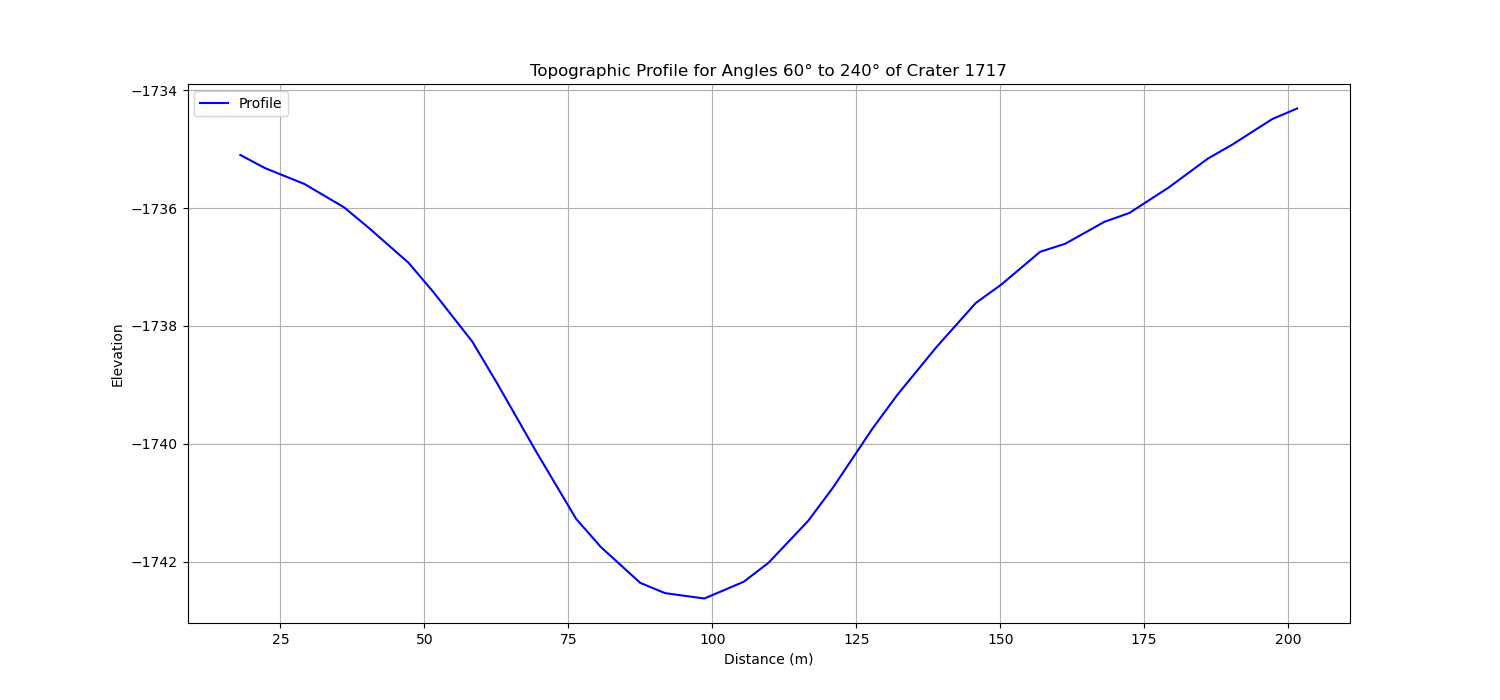 Topographic Profile for Angles 60° to 240° of Crater 1717
Profile
Elevation
−1734
−1736
−1738
−1740
−1742
25 50 75 100 125 150 175 200
Distance (m)